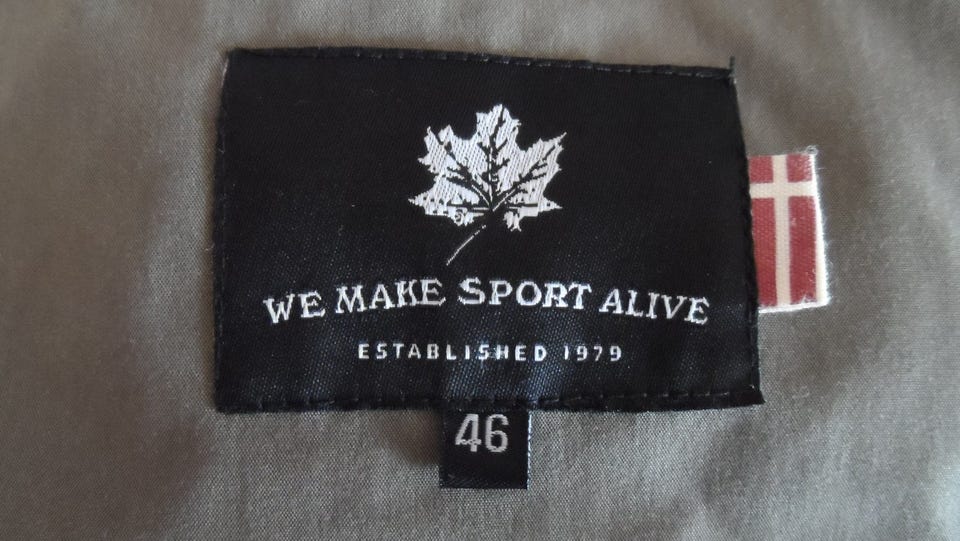 WE MAKE SPORT ALIVE
ESTABLISHED 1979
46